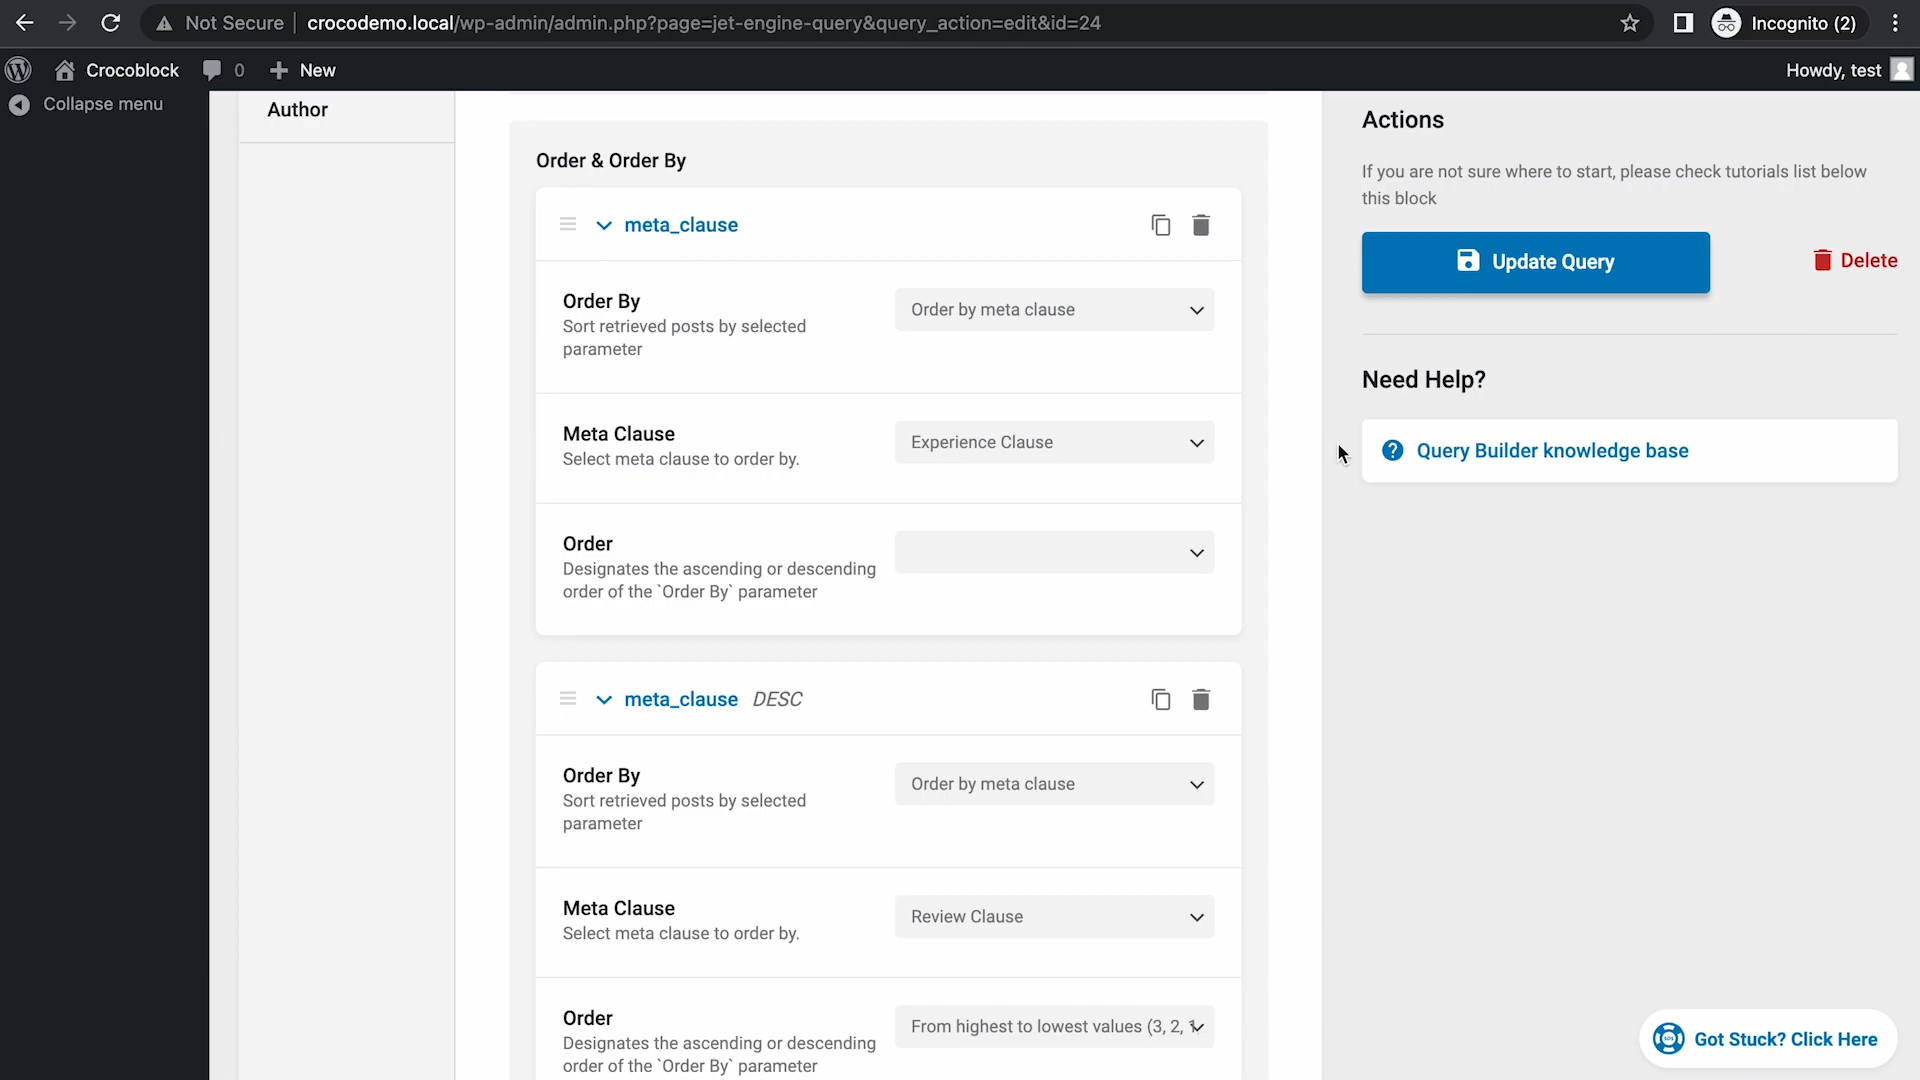 Not Secure
crocodemo.local/wp-admin/admin.php?page=jet-engine-query&query_action=edit&id=24
Incognito (2)
Crocoblock
0
New
Howdy, test
Collapse menu
Author
Order & Order By
meta_clause
Order By
Sort retrieved posts by selected
parameter
Order by meta clause
Meta Clause
Select meta clause to order by.
Experience Clause
Order
Designates the ascending or descending
order of the `Order By` parameter
meta_clause DESC
Order By
Sort retrieved posts by selected
parameter
Order by meta clause
Meta Clause
Select meta clause to order by.
Review Clause
Order
Designates the ascending or descending
order of the `Order By` parameter
From highest to lowest values (3, 2, 1
Actions
If you are not sure where to start, please check tutorials list below
this block
Update Query
Delete
Need Help?
Query Builder knowledge base
Got Stuck? Click Here